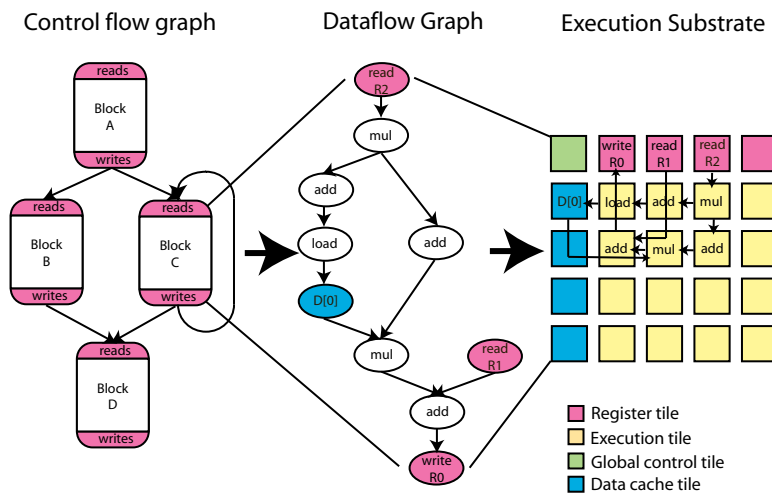 Control flow graph
Dataflow Graph
Execution Substrate
reads
Block
A
writes
reads
Block
B
writes
reads
Block
C
writes
reads
Block
D
writes
read
R2
mul
add
load
add
D[0]
mul
read
R1
add
write
R0
write
R0
read
R1
read
R2
D[0]
load
add
mul
add
mul
add
Register tile
Execution tile
Global control tile
Data cache tile